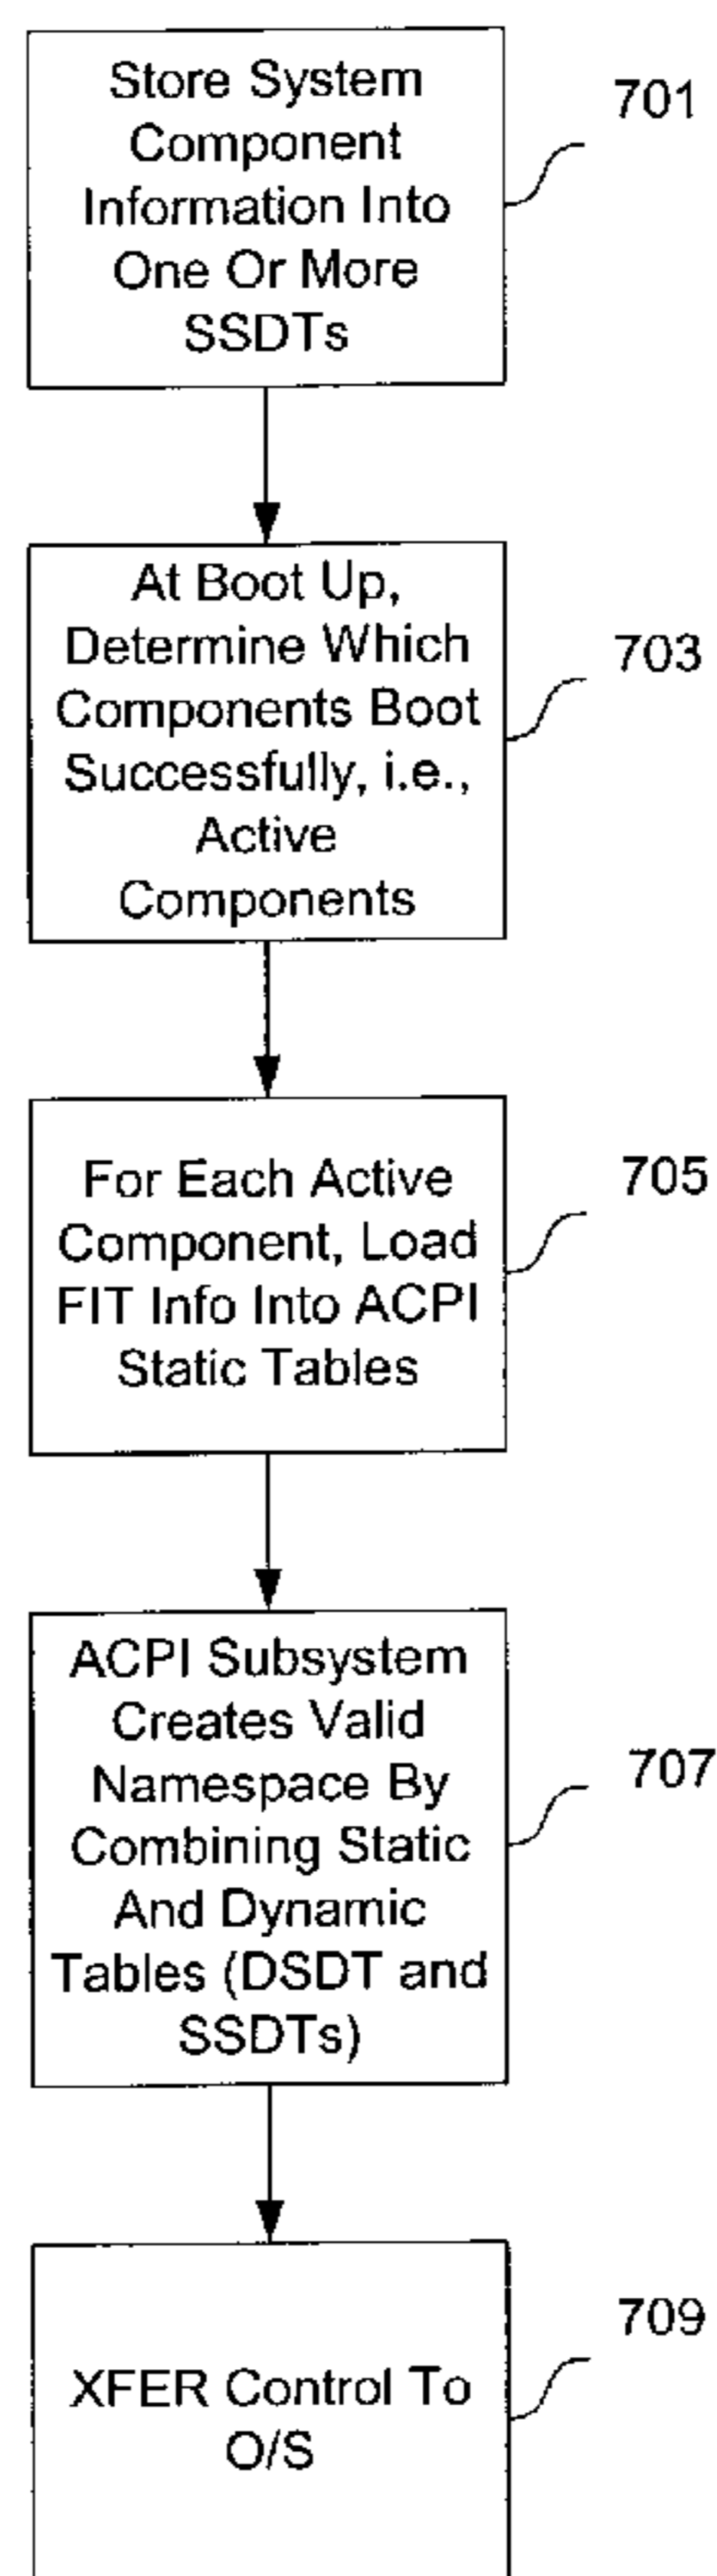 Store System
Component
Information Into
One Or More
SSDTs
701
At Boot Up,
Determine Which
Components Boot
Successfully, i.e.,
Active
Components
703
For Each Active
Component, Load
FIT Info Into ACPI
Static Tables
705
ACPI Subsystem
Creates Valid
Namespace By
Combining Static
And Dynamic
Tables (DSDT and
SSDTs)
707
XFER Control To
O/S
709